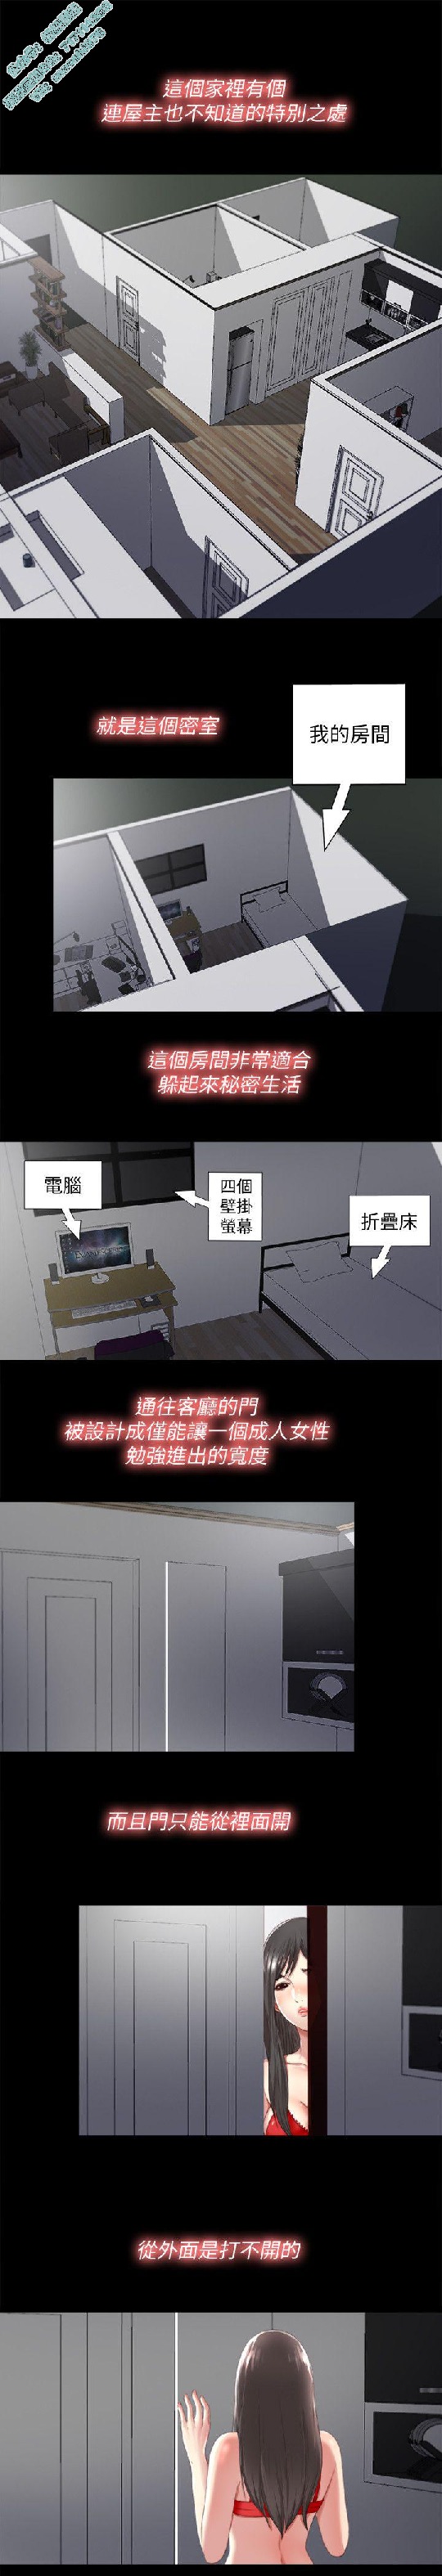 這個家裡有個
連屋主也不知道的特別之處
就是這個密室
我的房間
這個房間非常適合
躲起來秘密生活
電腦
四個
壁掛
螢幕
折疊床
通往客廳的門
被設計成僅能讓一個成人女性
勉強進出的寬度
而且門只能從裡面開
從外面是打不開的